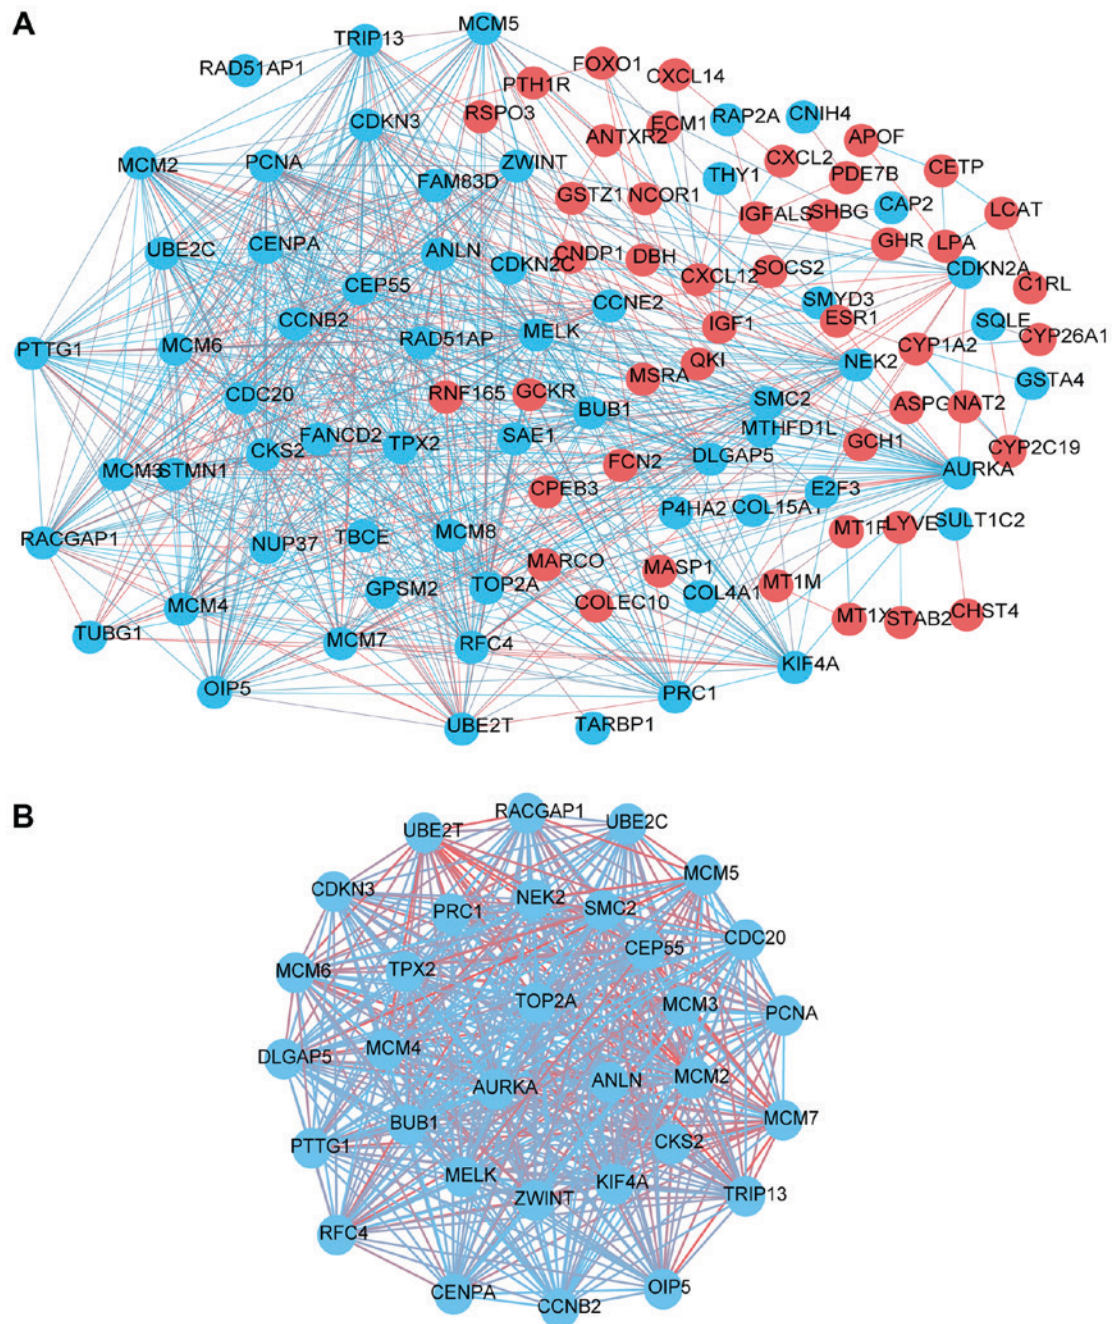 A
TRIP13
MCM5
RAD51AP1
FOXO1
CXCL14
PTH1R
RSPO3
CDKN3
ANTXR2
ECM1
RAP2A
CNIH4
APOF
MCM2
PCNA
ZWINT
FAM83D
THY1
CXCL2
PDE7B
CETP
GSTZ1
NCOR1
IGFALS
SHBG
CAP2
LCAT
UBE2C
CENPA
ANLN
CDKN2C
CNDP1
DBH
GHR
LPA
CDKN2A
CEP55
CXCL12
SOCS2
C1RL
CCNB2
CCNE2
SMYD3
ESR1
IGF1
SQLE
CYP26A1
PTTG1
MCM6
RAD51AP
MELK
CYP1A2
NEK2
QKI
MSRA
GSTA4
CDC20
RNF165
GCKR
BUB1
SMC2
ASPG
NAT2
MTHFD1L
CKS2
FANCD2
TPX2
SAE1
GCH1
CYP2C19
MCM3
STMN1
FCN2
DLGAP5
AURKA
CPEB3
E2F3
P4HA2
COL15A1
RACGAP1
NUP37
TBCE
MCM8
MT1F
LYVE
SULT1C2
MARCO
MASP1
GPSM2
TOP2A
COL4A1
MT1M
MCM4
COLEC10
MT1X
STAB2
CHST4
TUBG1
MCM7
RFC4
KIF4A
OIP5
PRC1
UBE2T
TARBP1
B
RACGAP1
UBE2C
UBE2T
MCM5
CDKN3
NEK2
SMC2
PRC1
CDC20
CEP55
MCM6
TPX2
TOP2A
MCM3
PCNA
DLGAP5
MCM4
AURKA
ANLN
MCM2
BUB1
MCM7
PTTG1
CKS2
MELK
KIF4A
ZWINT
TRIP13
RFC4
CENPA
CCNB2
OIP5